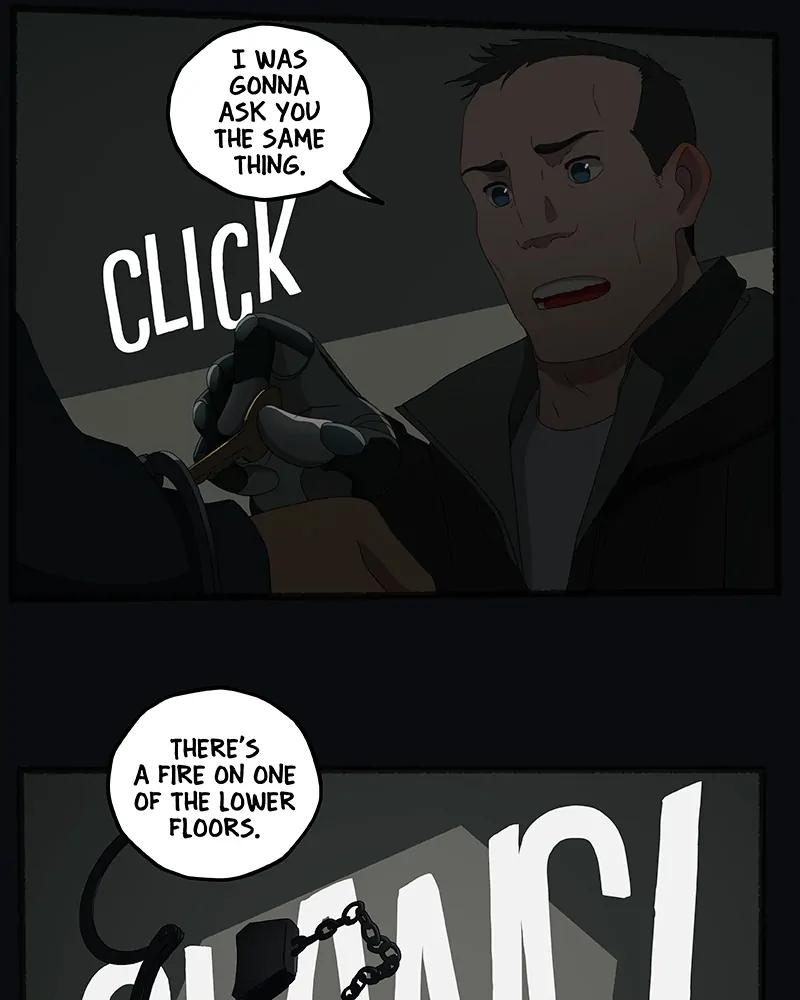 I WAS
GONNA
ASK YOU
THE SAME
THING.
CLICK
THERE'S
A FIRE ON ONE
OF THE LOWER
FLOORS.